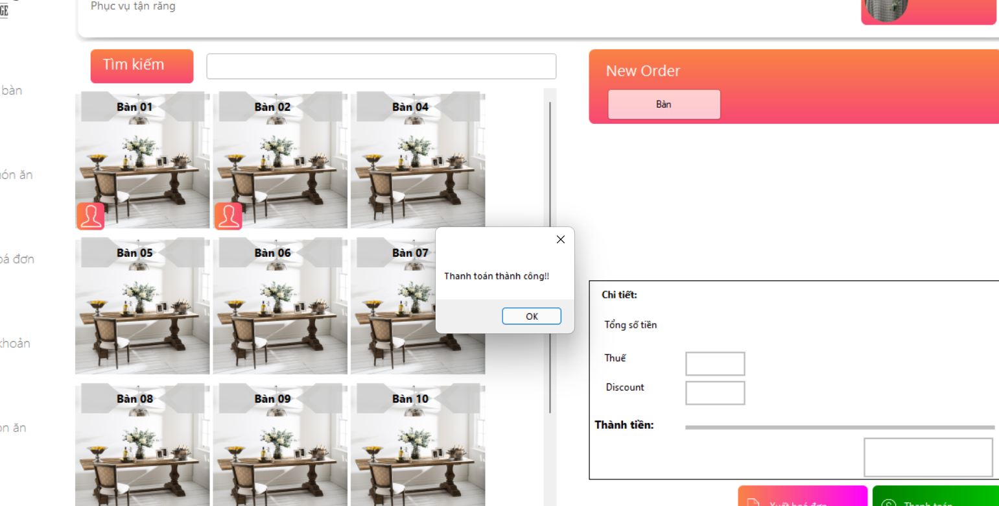 GE
Phục vụ tận răng
Tìm kiếm
New Order
Bàn
bàn
ón ăn
á đơn
khoản
n ăn
Bàn 01
Bàn 02
Bàn 04
Bàn 05
Bàn 06
Bàn 07
Bàn 08
Bàn 09
Bàn 10
Thanh toán thành công!!
OK
Chi tiết:
Tổng số tiền
Thuế
Discount
Thành tiền:
Xuất hoá đơn
Thanh toán